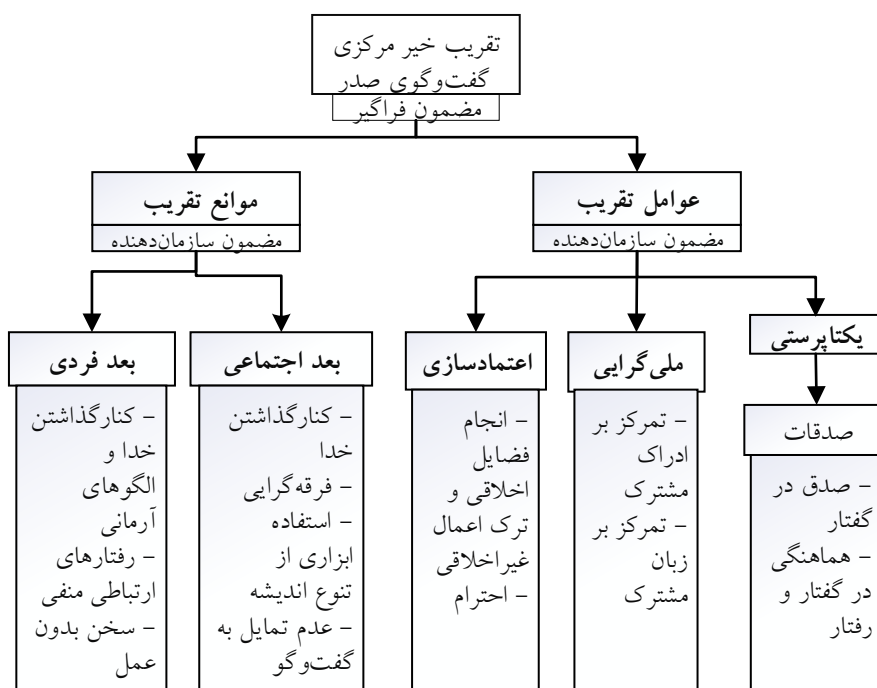 تقریب خیر مرکزی
گفت‌وگوی صدر
مضمون فراگیر
عوامل تقریب
مضمون سازمان‌دهنده
موانع تقریب
مضمون سازمان‌دهنده
یکتاپرستی
صدقات
– صدق در
گفتار
– هماهنگی
در گفتار و
رفتار
ملی‌گرایی
– تمرکز بر
ادراک
مشترک
– تمرکز بر
زبان
مشترک
اعتمادسازی
– انجام
فضایل
اخلاقی و
ترک اعمال
غیراخلاقی
– احترام
بعد اجتماعی
– کنارگذاشتن
خدا
– فرقه‌گرایی
– استفاده
ابزاری از
تنوع اندیشه
– عدم تمایل به
گفت‌وگو
بعد فردی
– کنارگذاشتن
خدا و
الگوهای
آرمانی
– رفتارهای
ارتباطی منفی
– سخن بدون
عمل